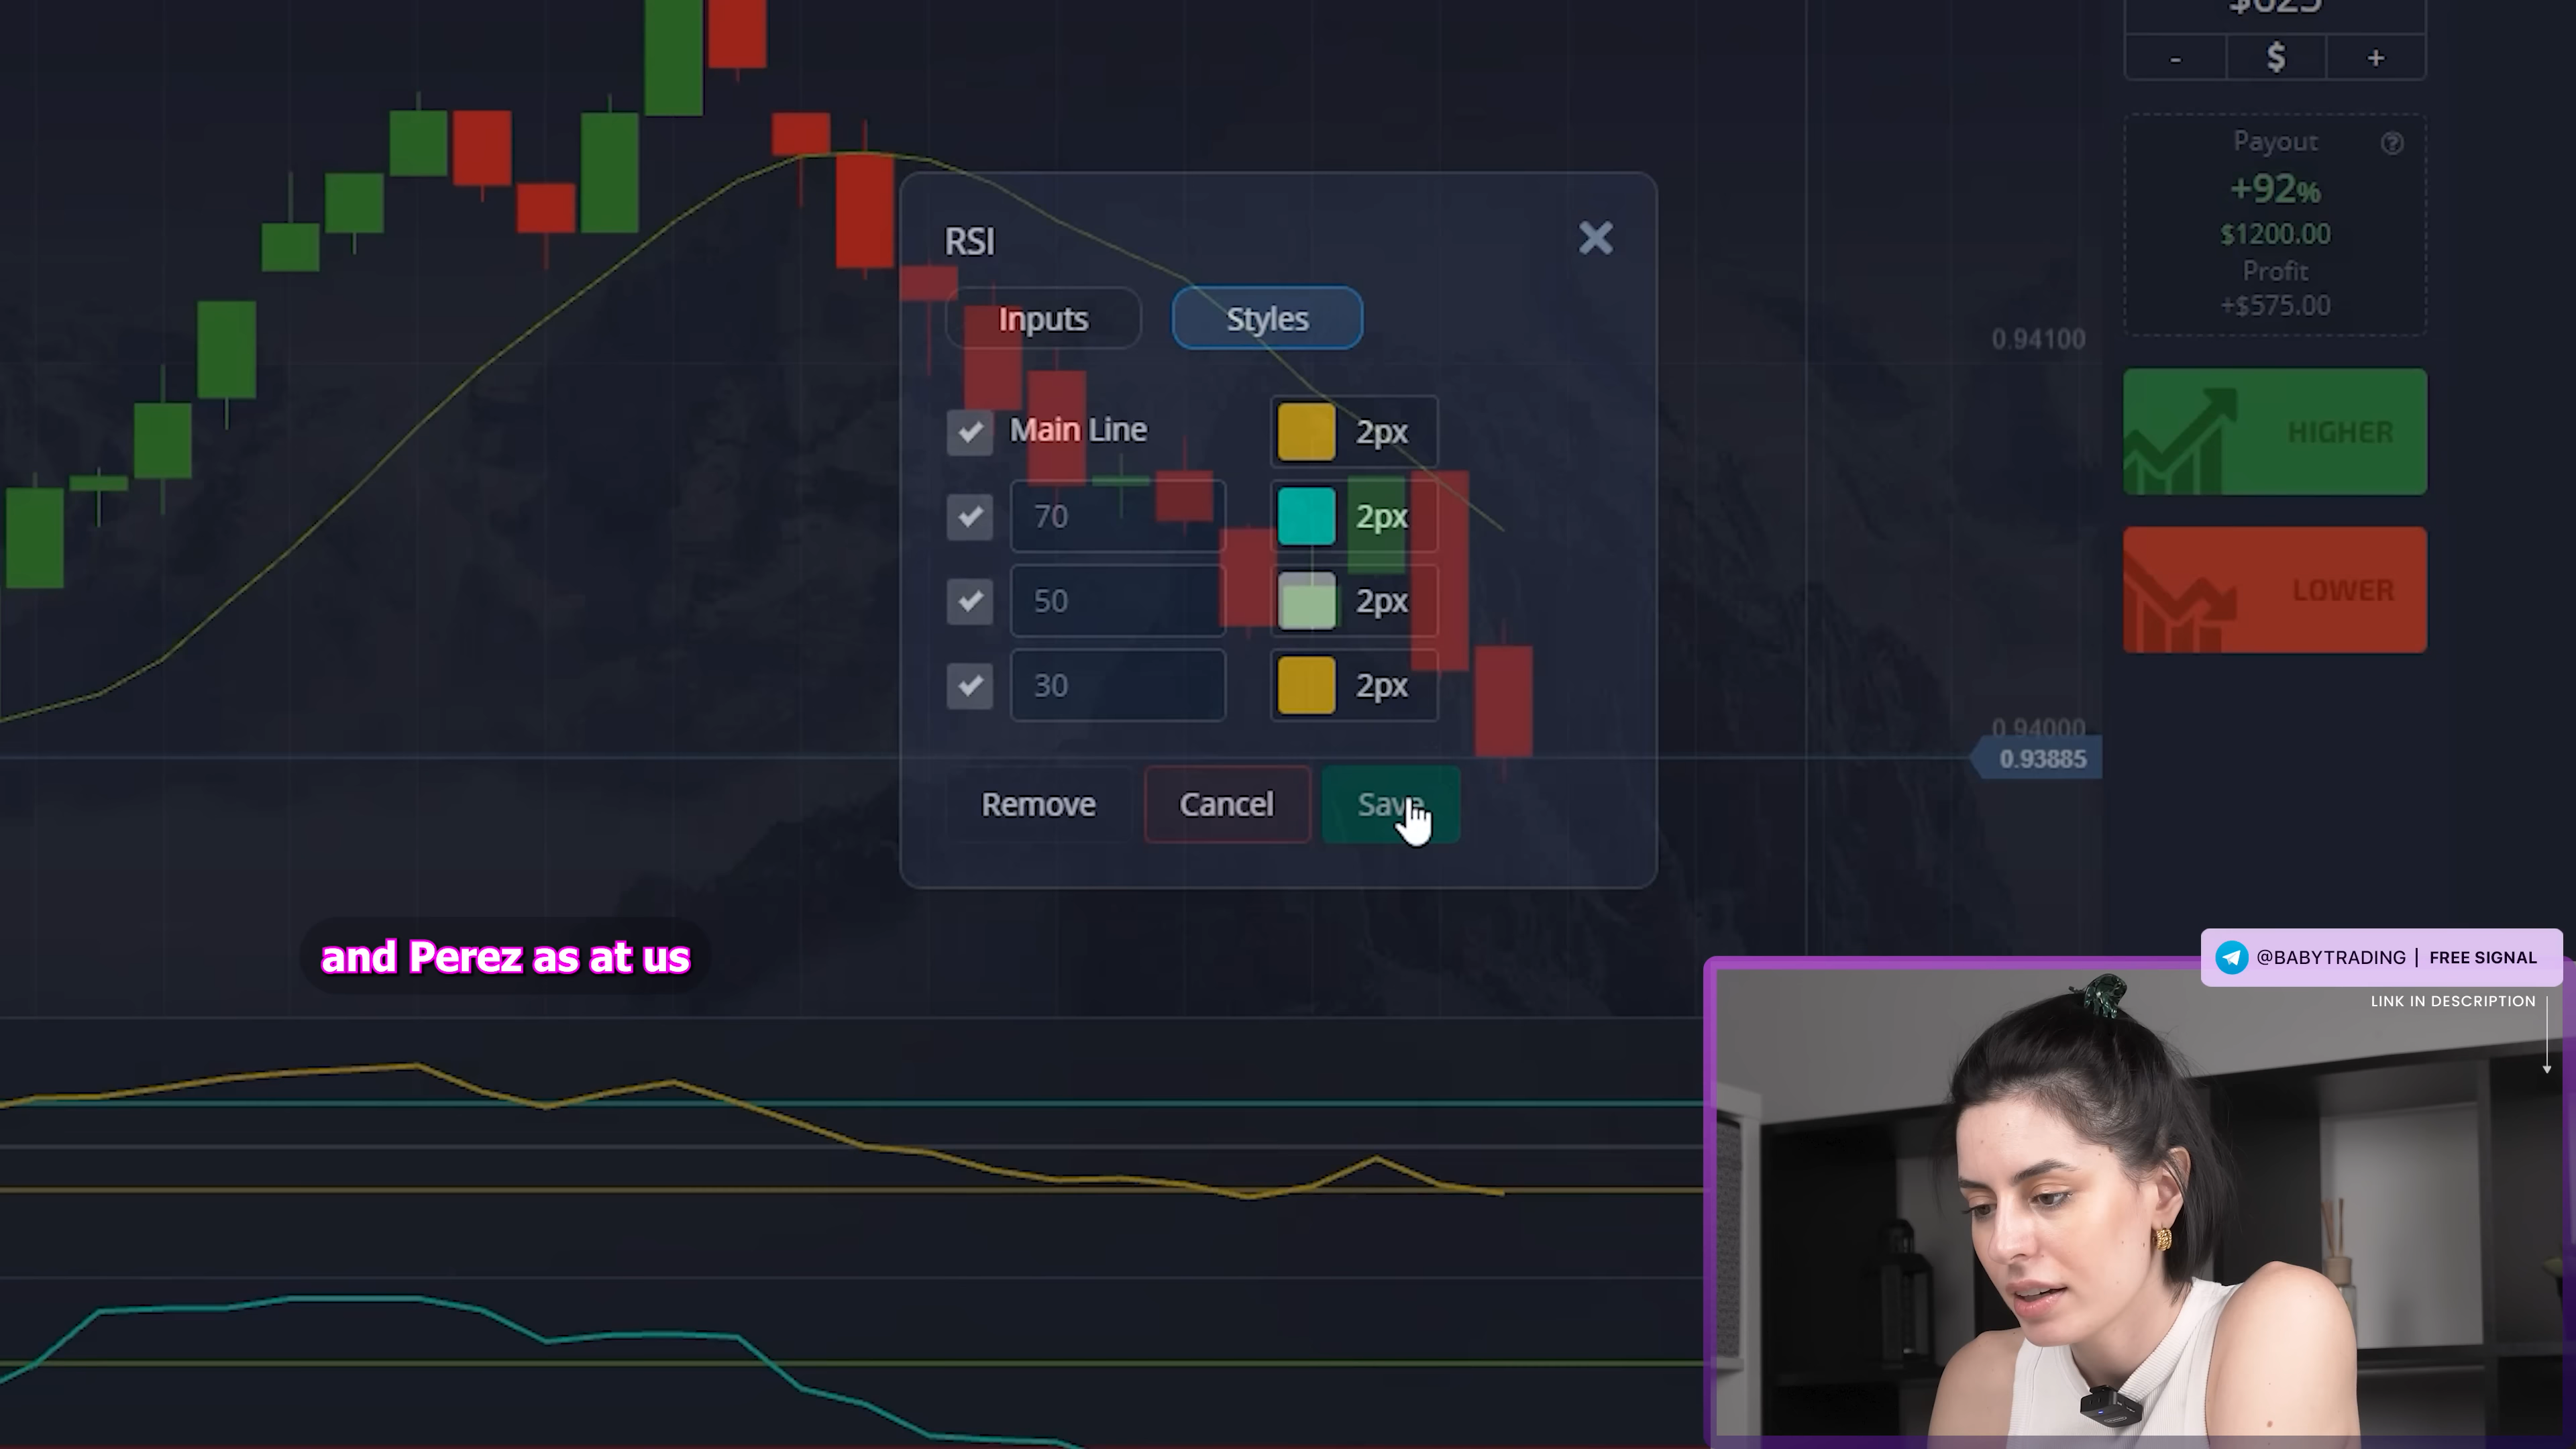 $625
- $ +
Payout ?
+92%
$1200.00
Profit
+$575.00
0.94100
HIGHER
LOWER
0.94000
0.93885
RSI
Inputs Styles
Main Line 2px
70 2px
50 2px
30 2px
Remove Cancel Save
and Perez as at us
@BABYTRADING | FREE SIGNAL
LINK IN DESCRIPTION